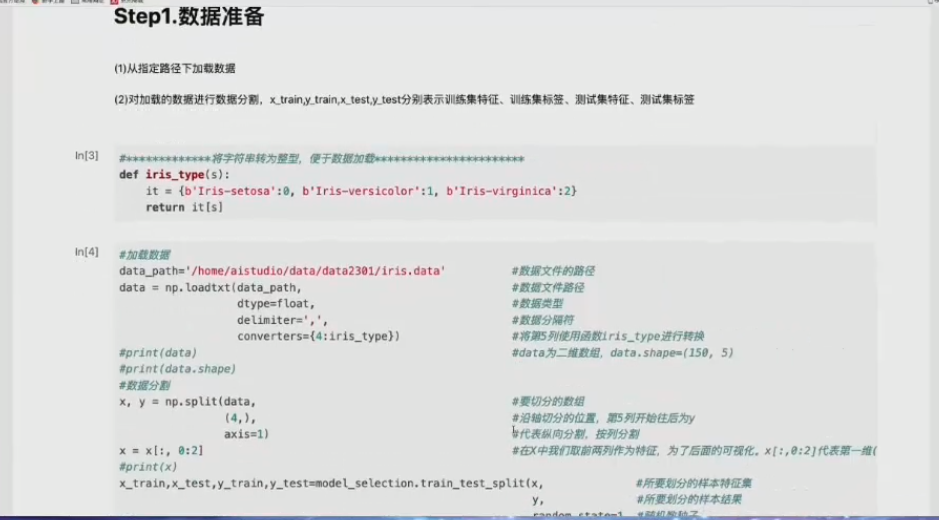 Step1.数据准备
(1)从指定路径下加载数据
(2)对加载的数据进行数据分割，x_train,y_train,x_test,y_test分别表示训练集特征、训练集标签、测试集特征、测试集标签
In[3]
#*************将字符串转为整型，便于数据加载***********************
def iris_type(s):
it = {b'Iris-setosa':0, b'Iris-versicolor':1, b'Iris-virginica':2}
return it[s]
In[4]
#加载数据
data_path='/home/aistudio/data/data2301/iris.data' #数据文件的路径
data = np.loadtxt(data_path, #数据文件路径
dtype=float, #数据类型
delimiter=',', #数据分隔符
converters={4:iris_type}) #将第5列使用函数iris_type进行转换
#print(data) #data为二维数组，data.shape=(150, 5)
#print(data.shape)
#数据分割
x, y = np.split(data, #要切分的数组
(4,), #沿轴切分的位置，第5列开始往后为y
axis=1) #代表纵向分割，按列分割
x = x[:, 0:2] #在X中我们取前两列作为特征，为了后面的可视化。x[:,0:2]代表第一维(
#print(x)
x_train,x_test,y_train,y_test=model_selection.train_test_split(x, #所要划分的样本特征集
y, #所要划分的样本结果
random_state=1, #随机数种子